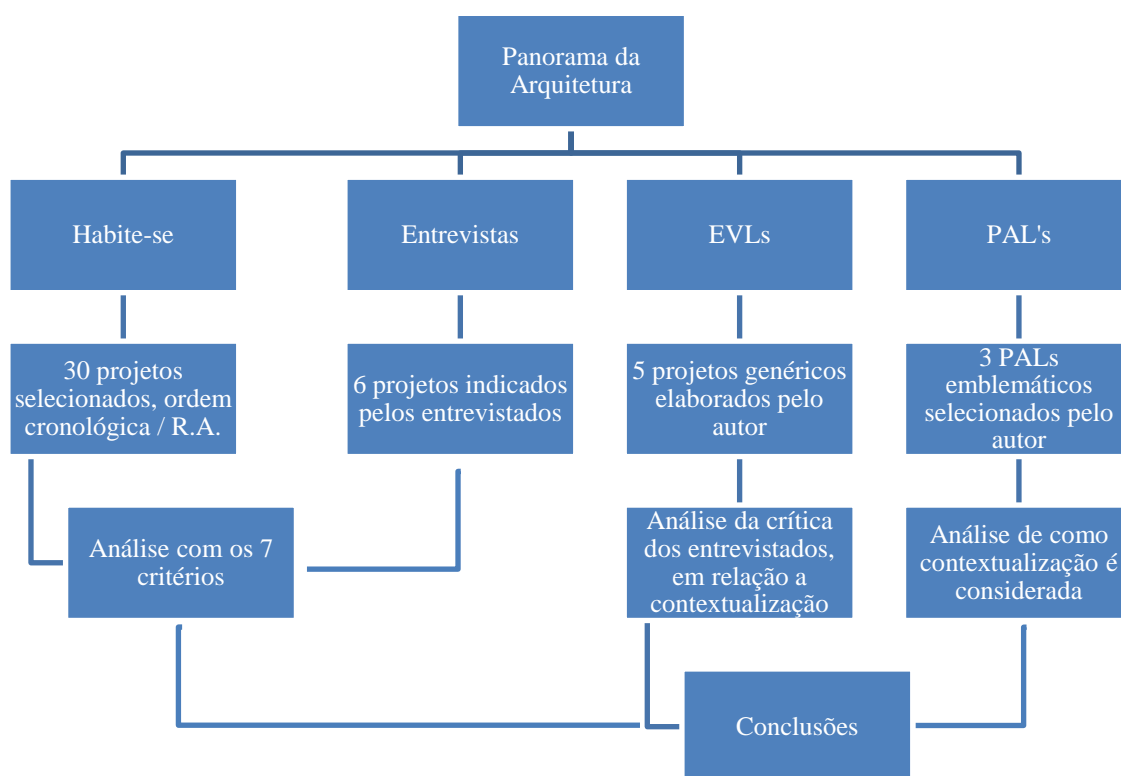 Panorama da
Arquitetura
Habite-se
Entrevistas
EVLs
PAL's
30 projetos
selecionados, ordem
cronológica / R.A.
6 projetos indicados
pelos entrevistados
5 projetos genéricos
elaborados pelo
autor
3 PALs
emblemáticos
selecionados pelo
autor
Análise com os 7
critérios
Análise da crítica
dos entrevistados,
em relação a
contextualização
Análise de como
contextualização é
considerada
Conclusões